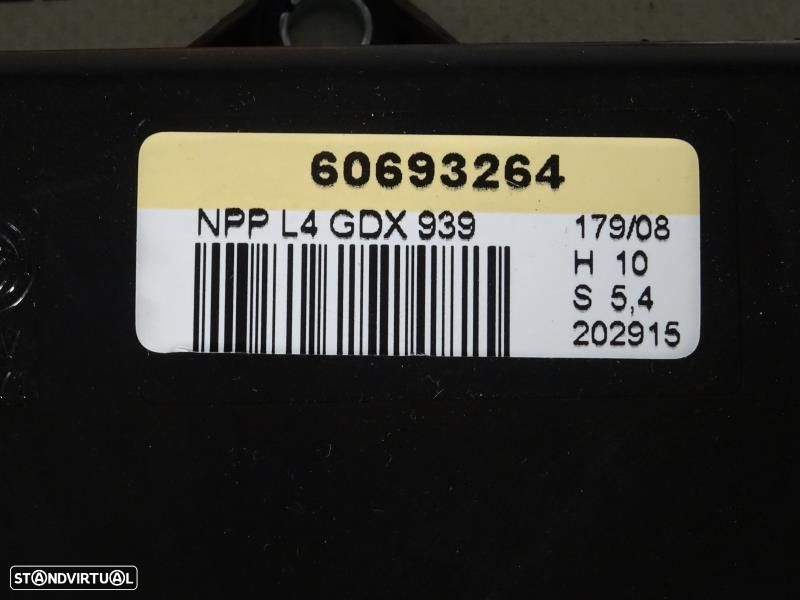 60693264
NPP L4 GDX 939
179/08
H 10
S 5,4
202915
STANDVIRTUAL